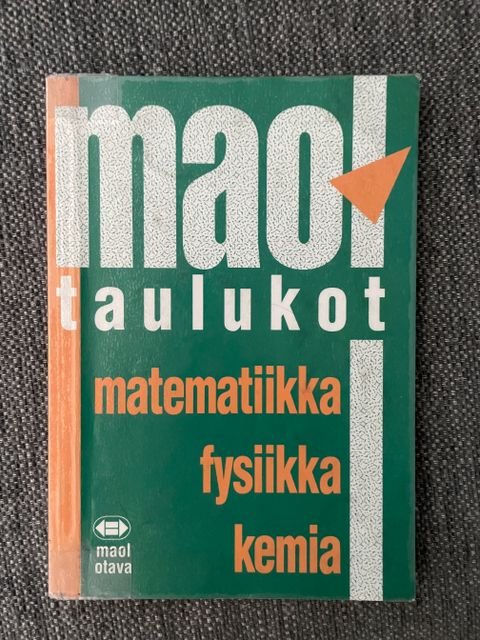 maol
taulukot
matematiikka
fysiikka
kemia
maol
otava